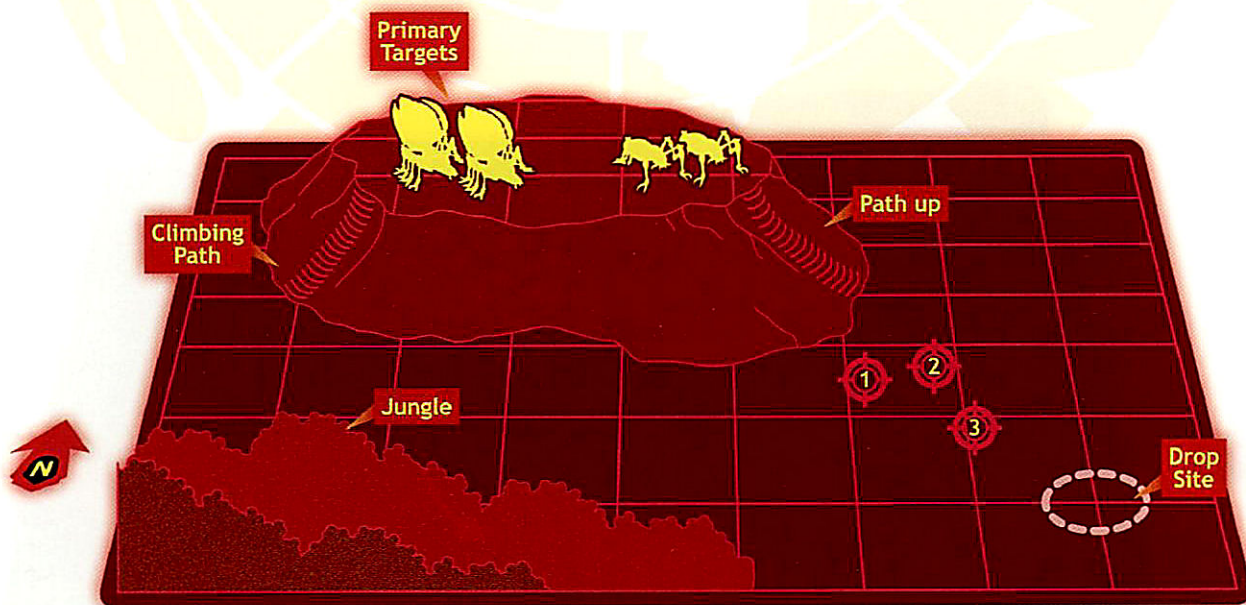 Primary
Targets
Path up
Climbing
Path
1
2
3
Jungle
Drop
Site
N